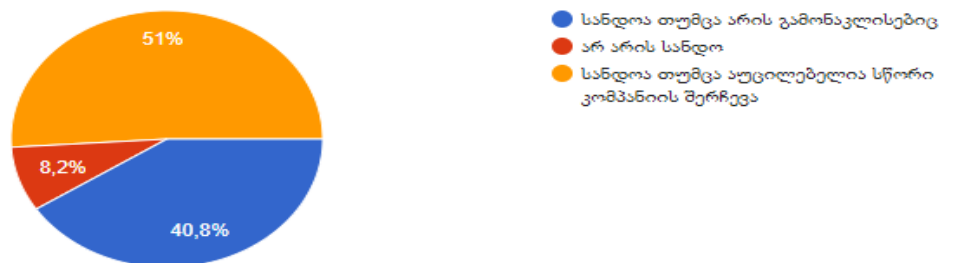 51%
8,2%
40,8%
სანდოა თუმცა არის გამონაკლისებიც
არ არის სანდო
სანდოა თუმცა აუცილებელია სწორი
კომპანიის შერჩევა